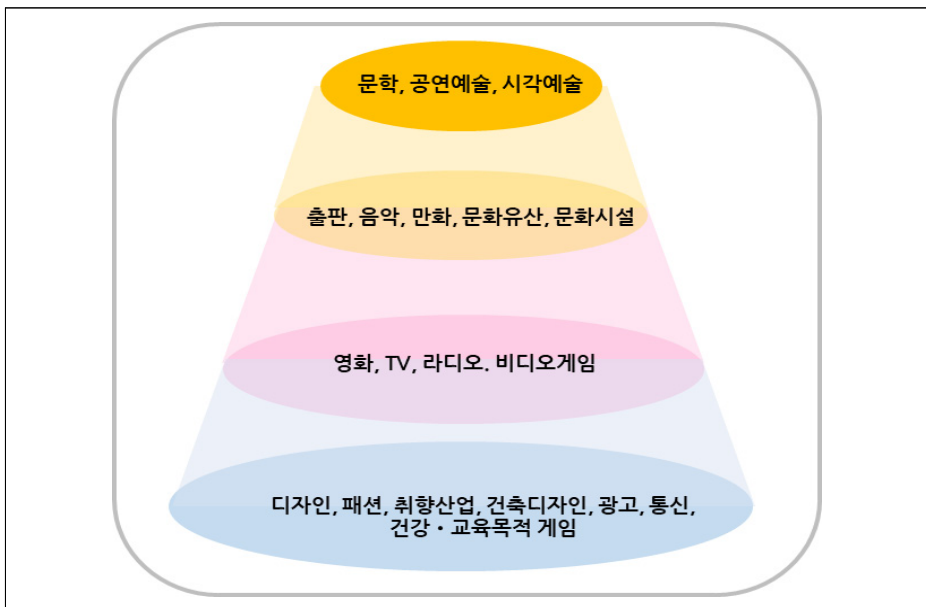 문학, 공연예술, 시각예술
출판, 음악, 만화, 문화유산, 문화시설
영화, TV, 라디오. 비디오게임
디자인, 패션, 취향산업, 건축디자인, 광고, 통신,
건강・교육목적 게임